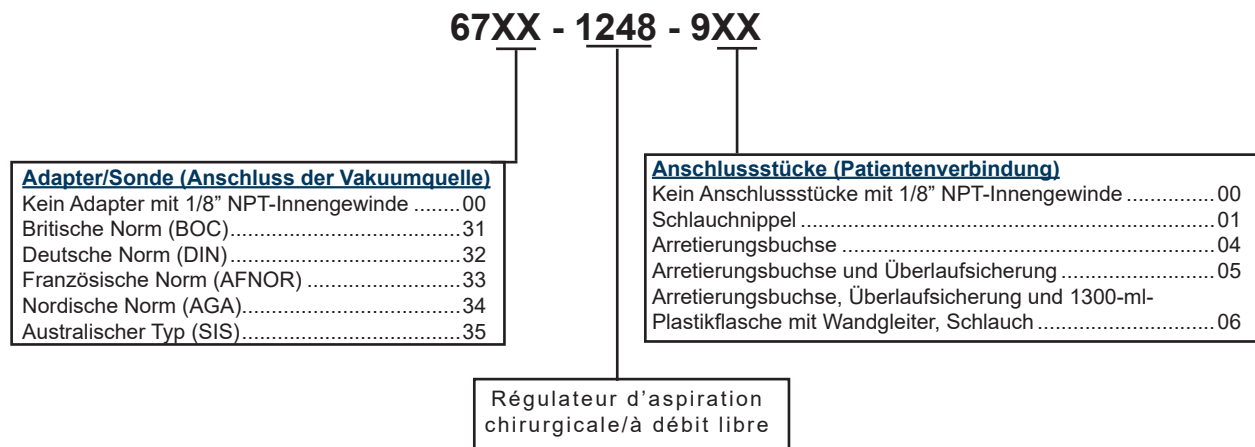 67XX - 1248 - 9XX
Adapter/Sonde (Anschluss der Vakuumquelle)
Kein Adapter mit 1/8” NPT-Innengewinde ........00
Britische Norm (BOC)........................................31
Deutsche Norm (DIN)........................................32
Französische Norm (AFNOR) ...........................33
Nordische Norm (AGA)......................................34
Australischer Typ (SIS)......................................35
Anschlussstücke (Patientenverbindung)
Kein Anschlussstücke mit 1/8” NPT-Innengewinde ...............00
Schlauchnippel ......................................................................01
Arretierungsbuchse ................................................................04
Arretierungsbuchse und Überlaufsicherung ..........................05
Arretierungsbuchse, Überlaufsicherung und 1300-ml-
Plastikflasche mit Wandgleiter, Schlauch ..............................06
Régulateur d’aspiration
chirurgicale/à débit libre